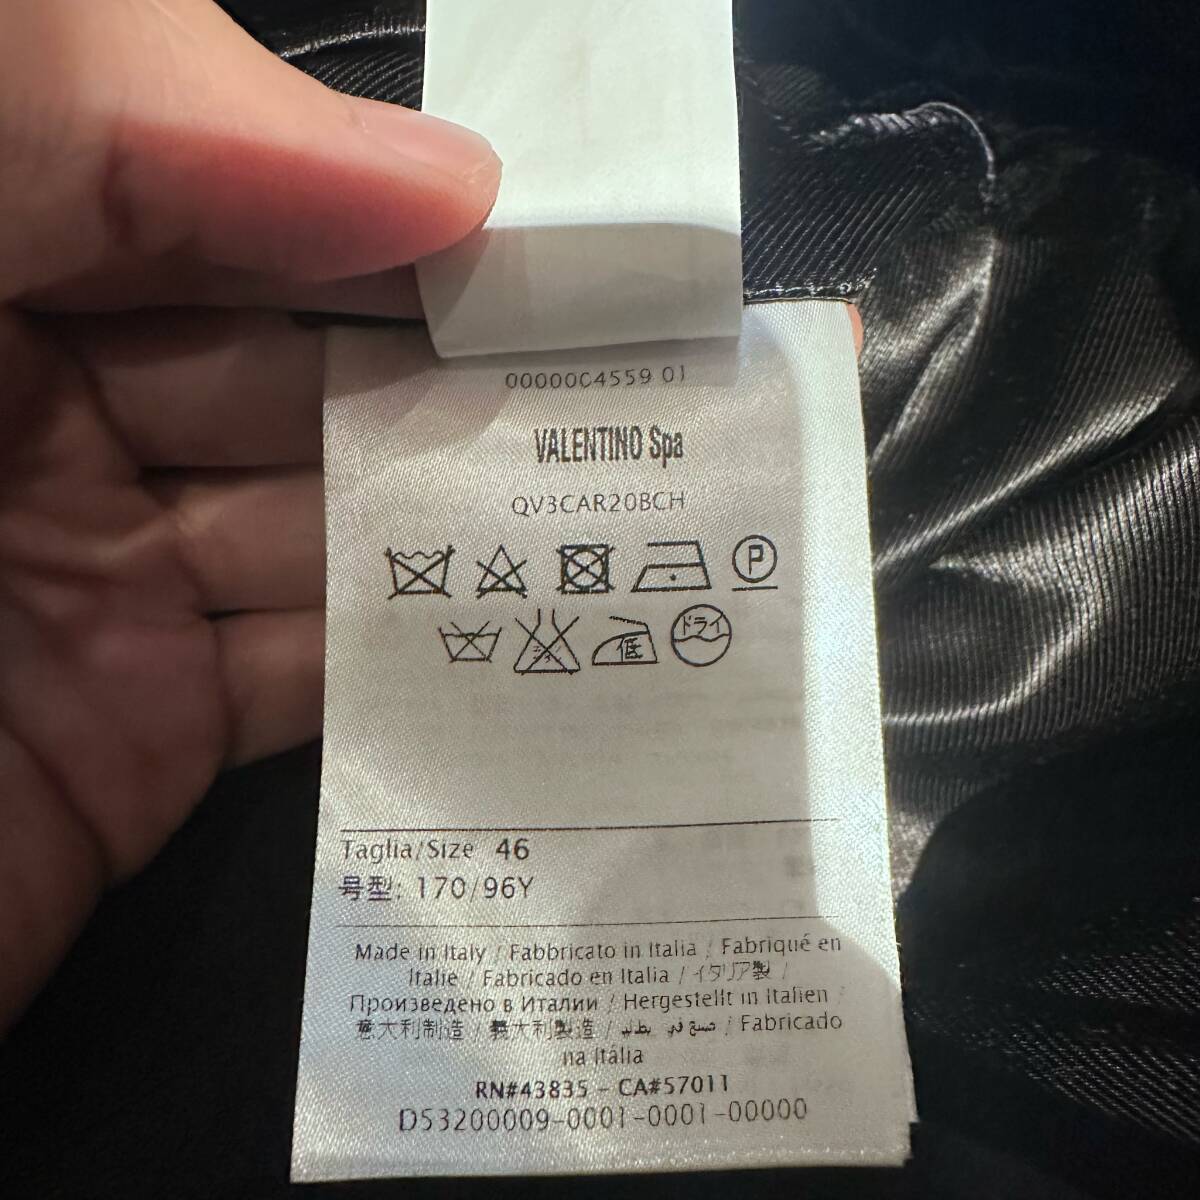 0000004559 01
VALENTINO Spa
QV3CAR20BCH
P
低 ドライ
Taglia/Size 46
号型: 170/96Y
Made in Italy / Fabbricato in Italia / Fabriqué en
Italie / Fabricado en Italia / イタリア製 /
Произведено в Италии / Hergestellt in Italien /
意大利制造 / 義大利製造 / صنع في إيطاليا / Fabricado
na Itália
RN#43835 - CA#57011
D53200009-0001-0001-00000